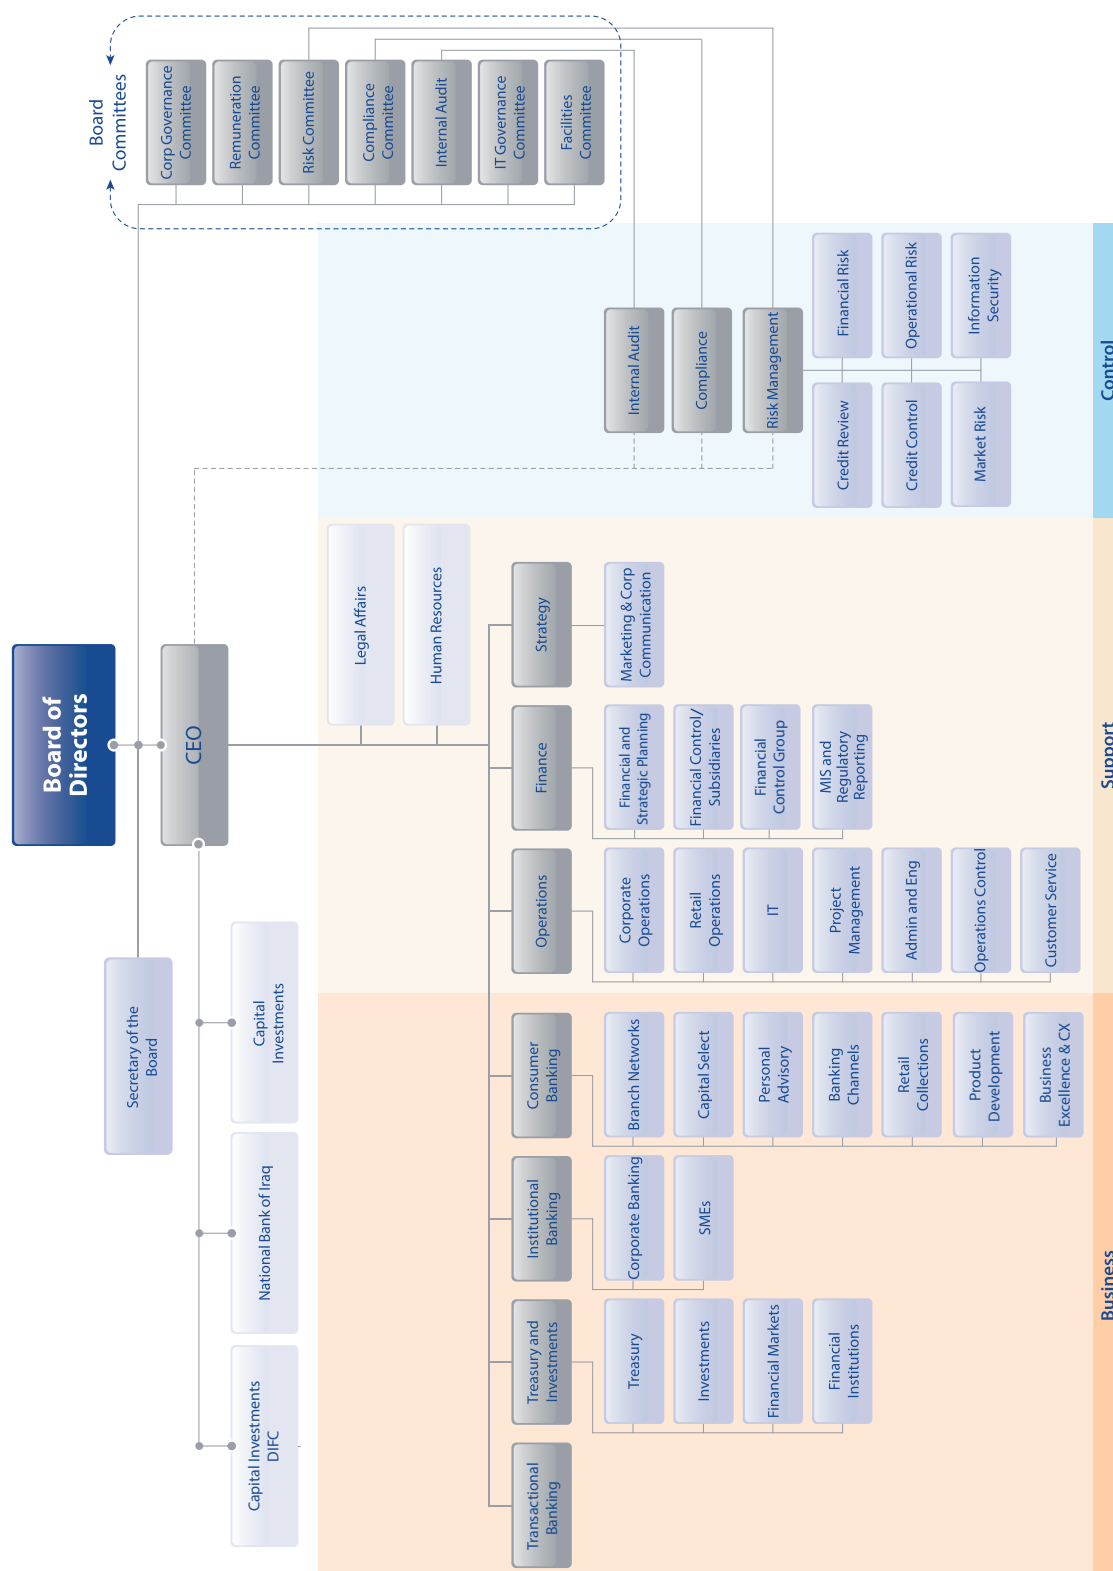 Board of
Directors
CEO
Secretary of the
Board
Board
Committees
Corp Governance
Committee
Remuneration
Committee
Risk Committee
Compliance
Committee
Internal Audit
IT Governance
Committee
Facilities
Committee
Capital Investments
DIFC
National Bank of Iraq
Capital
Investments
Legal Affairs
Human Resources
Transactional
Banking
Treasury and
Investments
Treasury
Investments
Financial Markets
Financial
Institutions
Institutional
Banking
Corporate Banking
SMEs
Consumer
Banking
Branch Networks
Capital Select
Personal
Advisory
Banking
Channels
Retail
Collections
Product
Development
Business
Excellence & CX
Operations
Corporate
Operations
Retail
Operations
IT
Project
Management
Admin and Eng
Operations Control
Customer Service
Finance
Financial and
Strategic Planning
Financial Control/
Subsidiaries
Financial
Control Group
MIS and
Regulatory
Reporting
Strategy
Marketing & Corp
Communication
Internal Audit
Compliance
Risk Management
Credit Review
Financial Risk
Credit Control
Operational Risk
Market Risk
Information
Security
Business
Support
Control